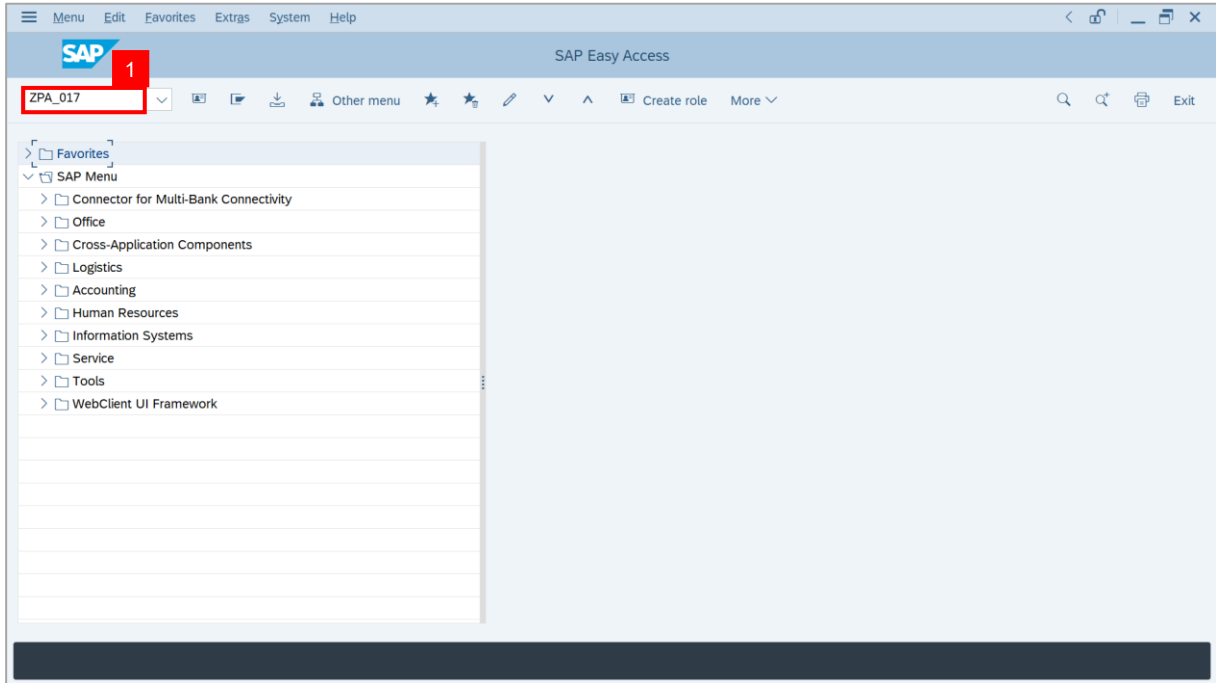 Menu Edit Favorites Extras System Help
SAP
SAP Easy Access
1
ZPA_017 Other menu Create role More Exit
Favorites
SAP Menu
Connector for Multi-Bank Connectivity
Office
Cross-Application Components
Logistics
Accounting
Human Resources
Information Systems
Service
Tools
WebClient UI Framework